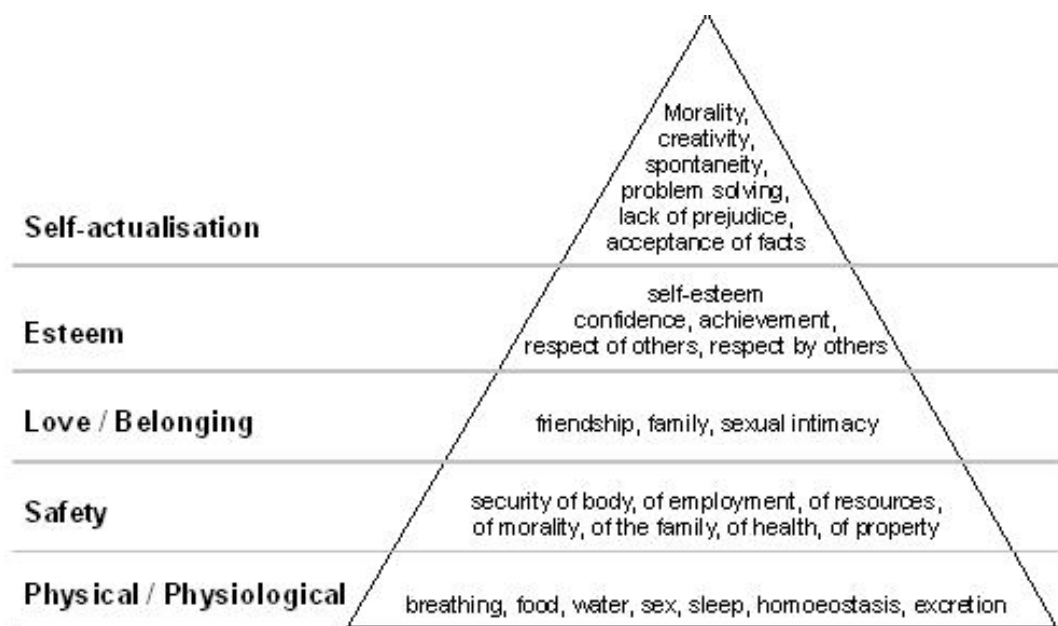 Morality,
creativity,
spontaneity,
problem solving,
lack of prejudice,
acceptance of facts
Self-actualisation
self-esteem
confidence, achievement,
respect of others, respect by others
Esteem
friendship, family, sexual intimacy
Love / Belonging
security of body, of employment, of resources,
of morality, of the family, of health, of property
Safety
breathing, food, water, sex, sleep, homoeostasis, excretion
Physical / Physiological